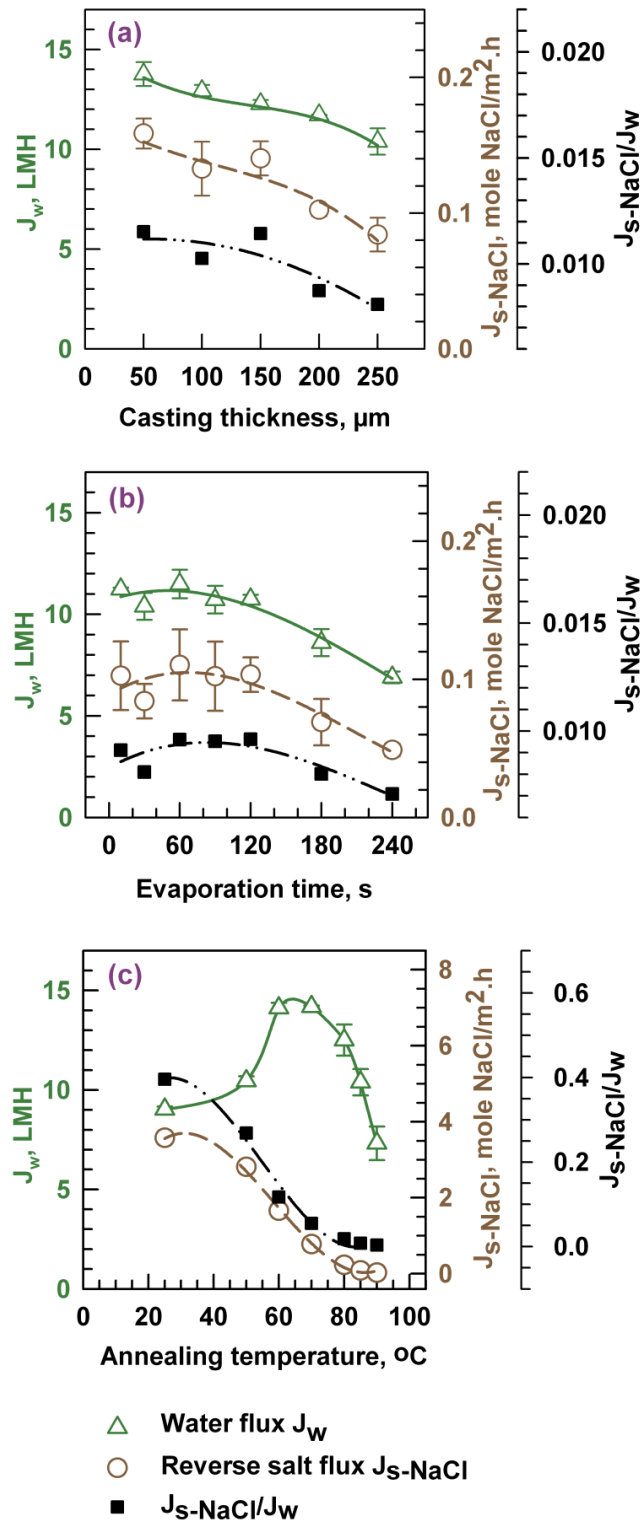 (a)
15
10
5
0
Jw, LMH
0.2
0.1
0.0
Js-NaCl, mole NaCl/m2.h
0.020
0.015
0.010
Js-NaCl/Jw
0 50 100 150 200 250
Casting thickness, µm
(b)
15
10
5
0
Jw, LMH
0.2
0.1
0.0
Js-NaCl, mole NaCl/m2.h
0.020
0.015
0.010
Js-NaCl/Jw
0 60 120 180 240
Evaporation time, s
(c)
15
10
5
0
Jw, LMH
8
6
4
2
0
Js-NaCl, mole NaCl/m2.h
0.6
0.4
0.2
0.0
Js-NaCl/Jw
0 20 40 60 80 100
Annealing temperature, oC
Water flux Jw
Reverse salt flux Js-NaCl
Js-NaCl/Jw